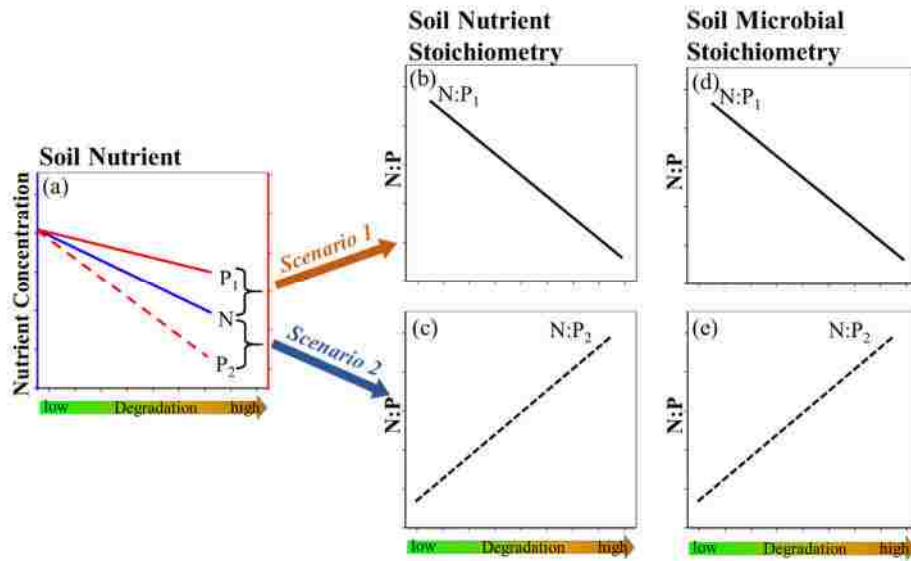 Soil Nutrient
Stoichiometry
Soil Microbial
Stoichiometry
Soil Nutrient
(a)
Nutrient Concentration
P1
N
P2
low Degradation high
Scenario 1
Scenario 2
(b)
N:P1
N:P
(d)
N:P1
N:P
(c)
N:P2
N:P
low Degradation high
(e)
N:P2
N:P
low Degradation high